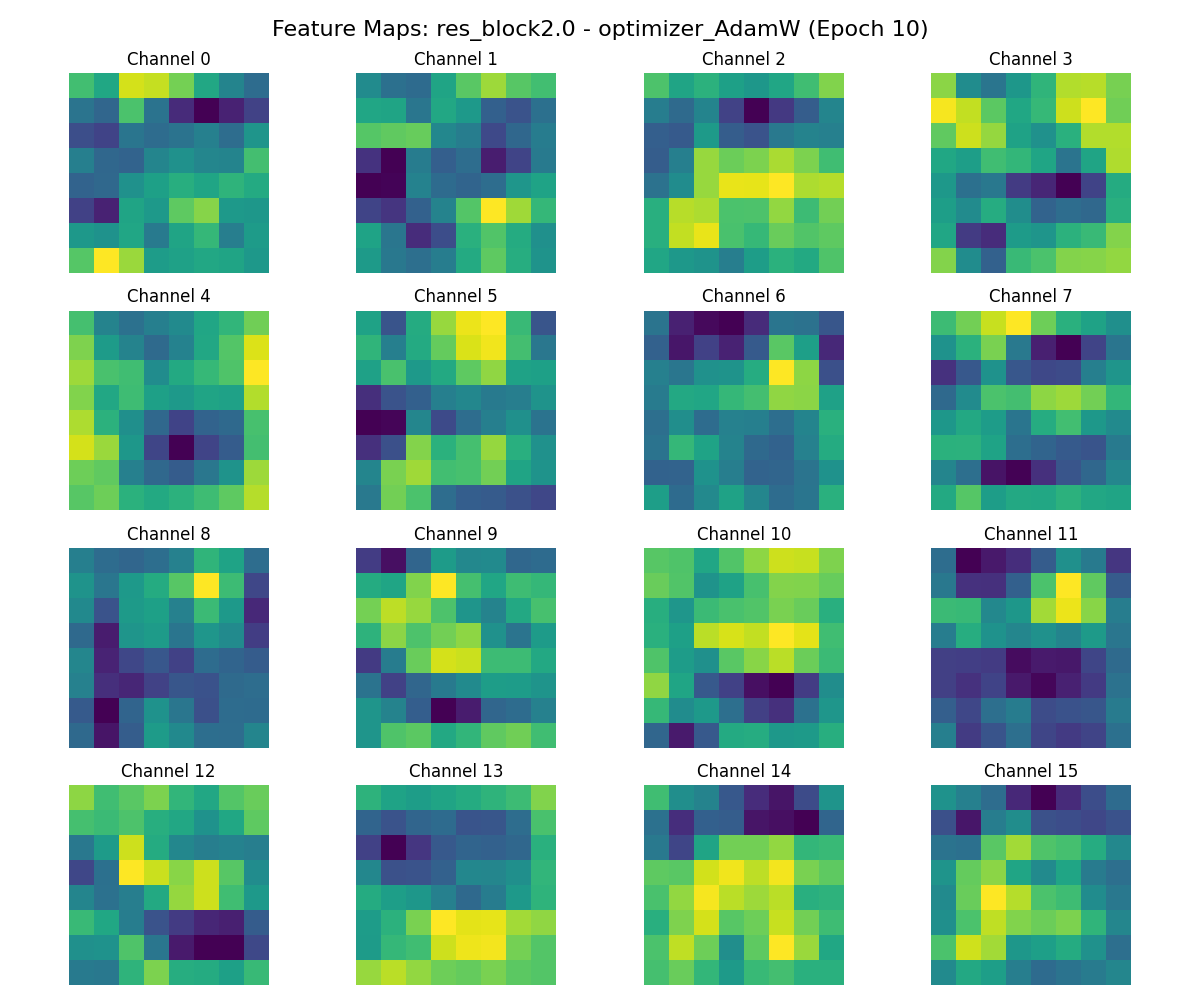 Feature Maps: res_block2.0 - optimizer_AdamW (Epoch 10)
Channel 0
Channel 1
Channel 2
Channel 3
Channel 4
Channel 5
Channel 6
Channel 7
Channel 8
Channel 9
Channel 10
Channel 11
Channel 12
Channel 13
Channel 14
Channel 15